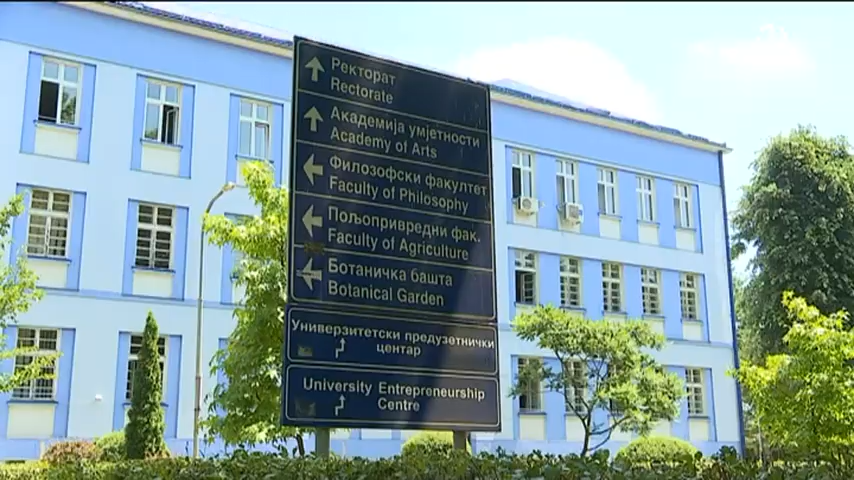 Ректорат
Rectorate
Академија умјетности
Academy of Arts
Филозофски факултет
Faculty of Philosophy
Пољопривредни фак.
Faculty of Agriculture
Ботаничка башта
Botanical Garden
Универзитетски предузетнички
центар
University Entrepreneurship
Centre